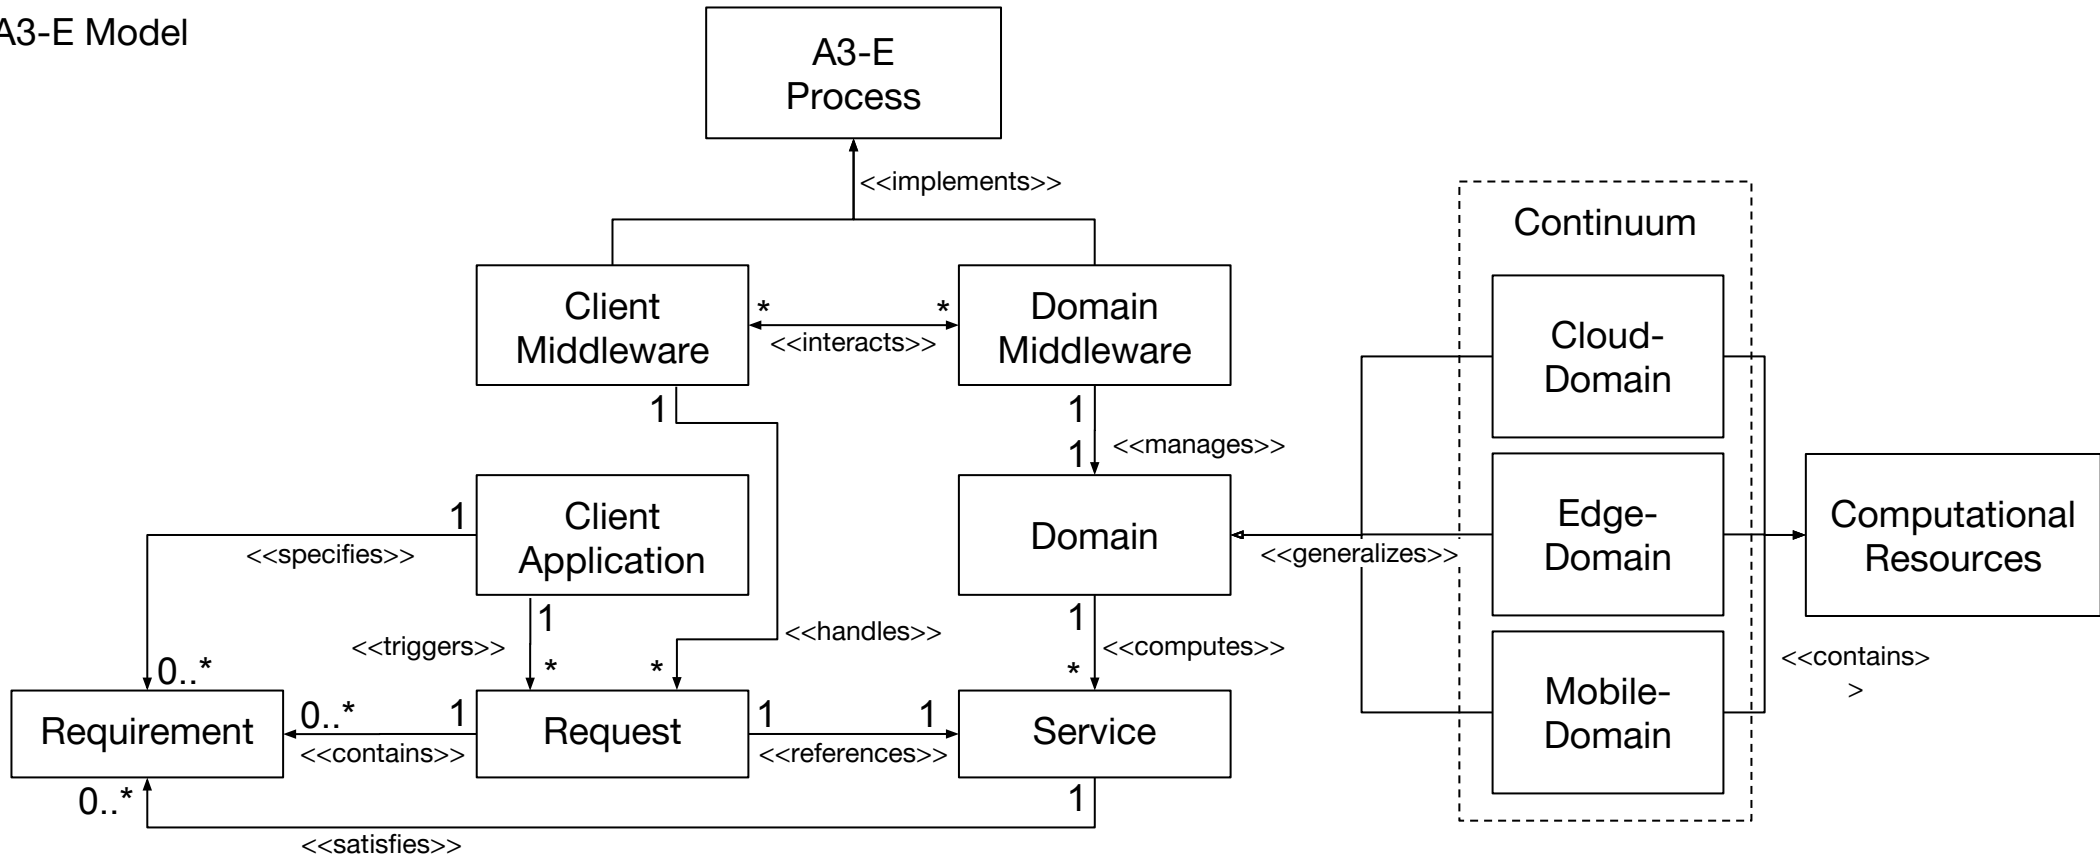 A3-E Model
A3-E
Process
<<implements>>
Continuum
Client
Middleware
*
*
<<interacts>>
Domain
Middleware
Cloud-
Domain
1
1
1
<<manages>>
Client
Application
1
<<specifies>>
Domain
<<generalizes>>
Edge-
Domain
Computational
Resources
1
<<triggers>>
*
*
<<handles>>
1
<<computes>>
*
<<contains>
>
Mobile-
Domain
0..*
Requirement
0..*
1
<<contains>>
Request
1
1
<<references>>
Service
0..*
1
<<satisfies>>